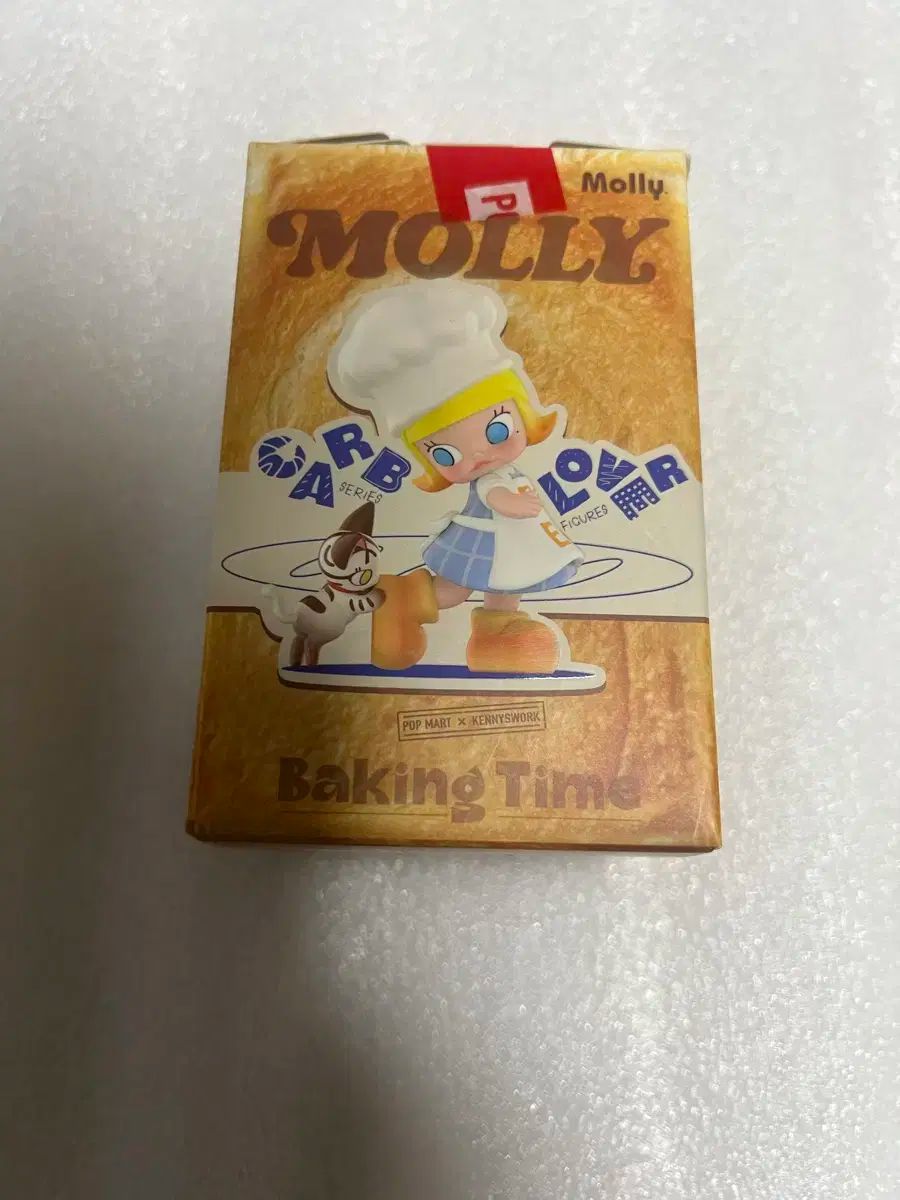 Molly
MOLLY
CARB LOVER
SERIES FIGURES
POP MART × KENNYSWORK
Baking Time